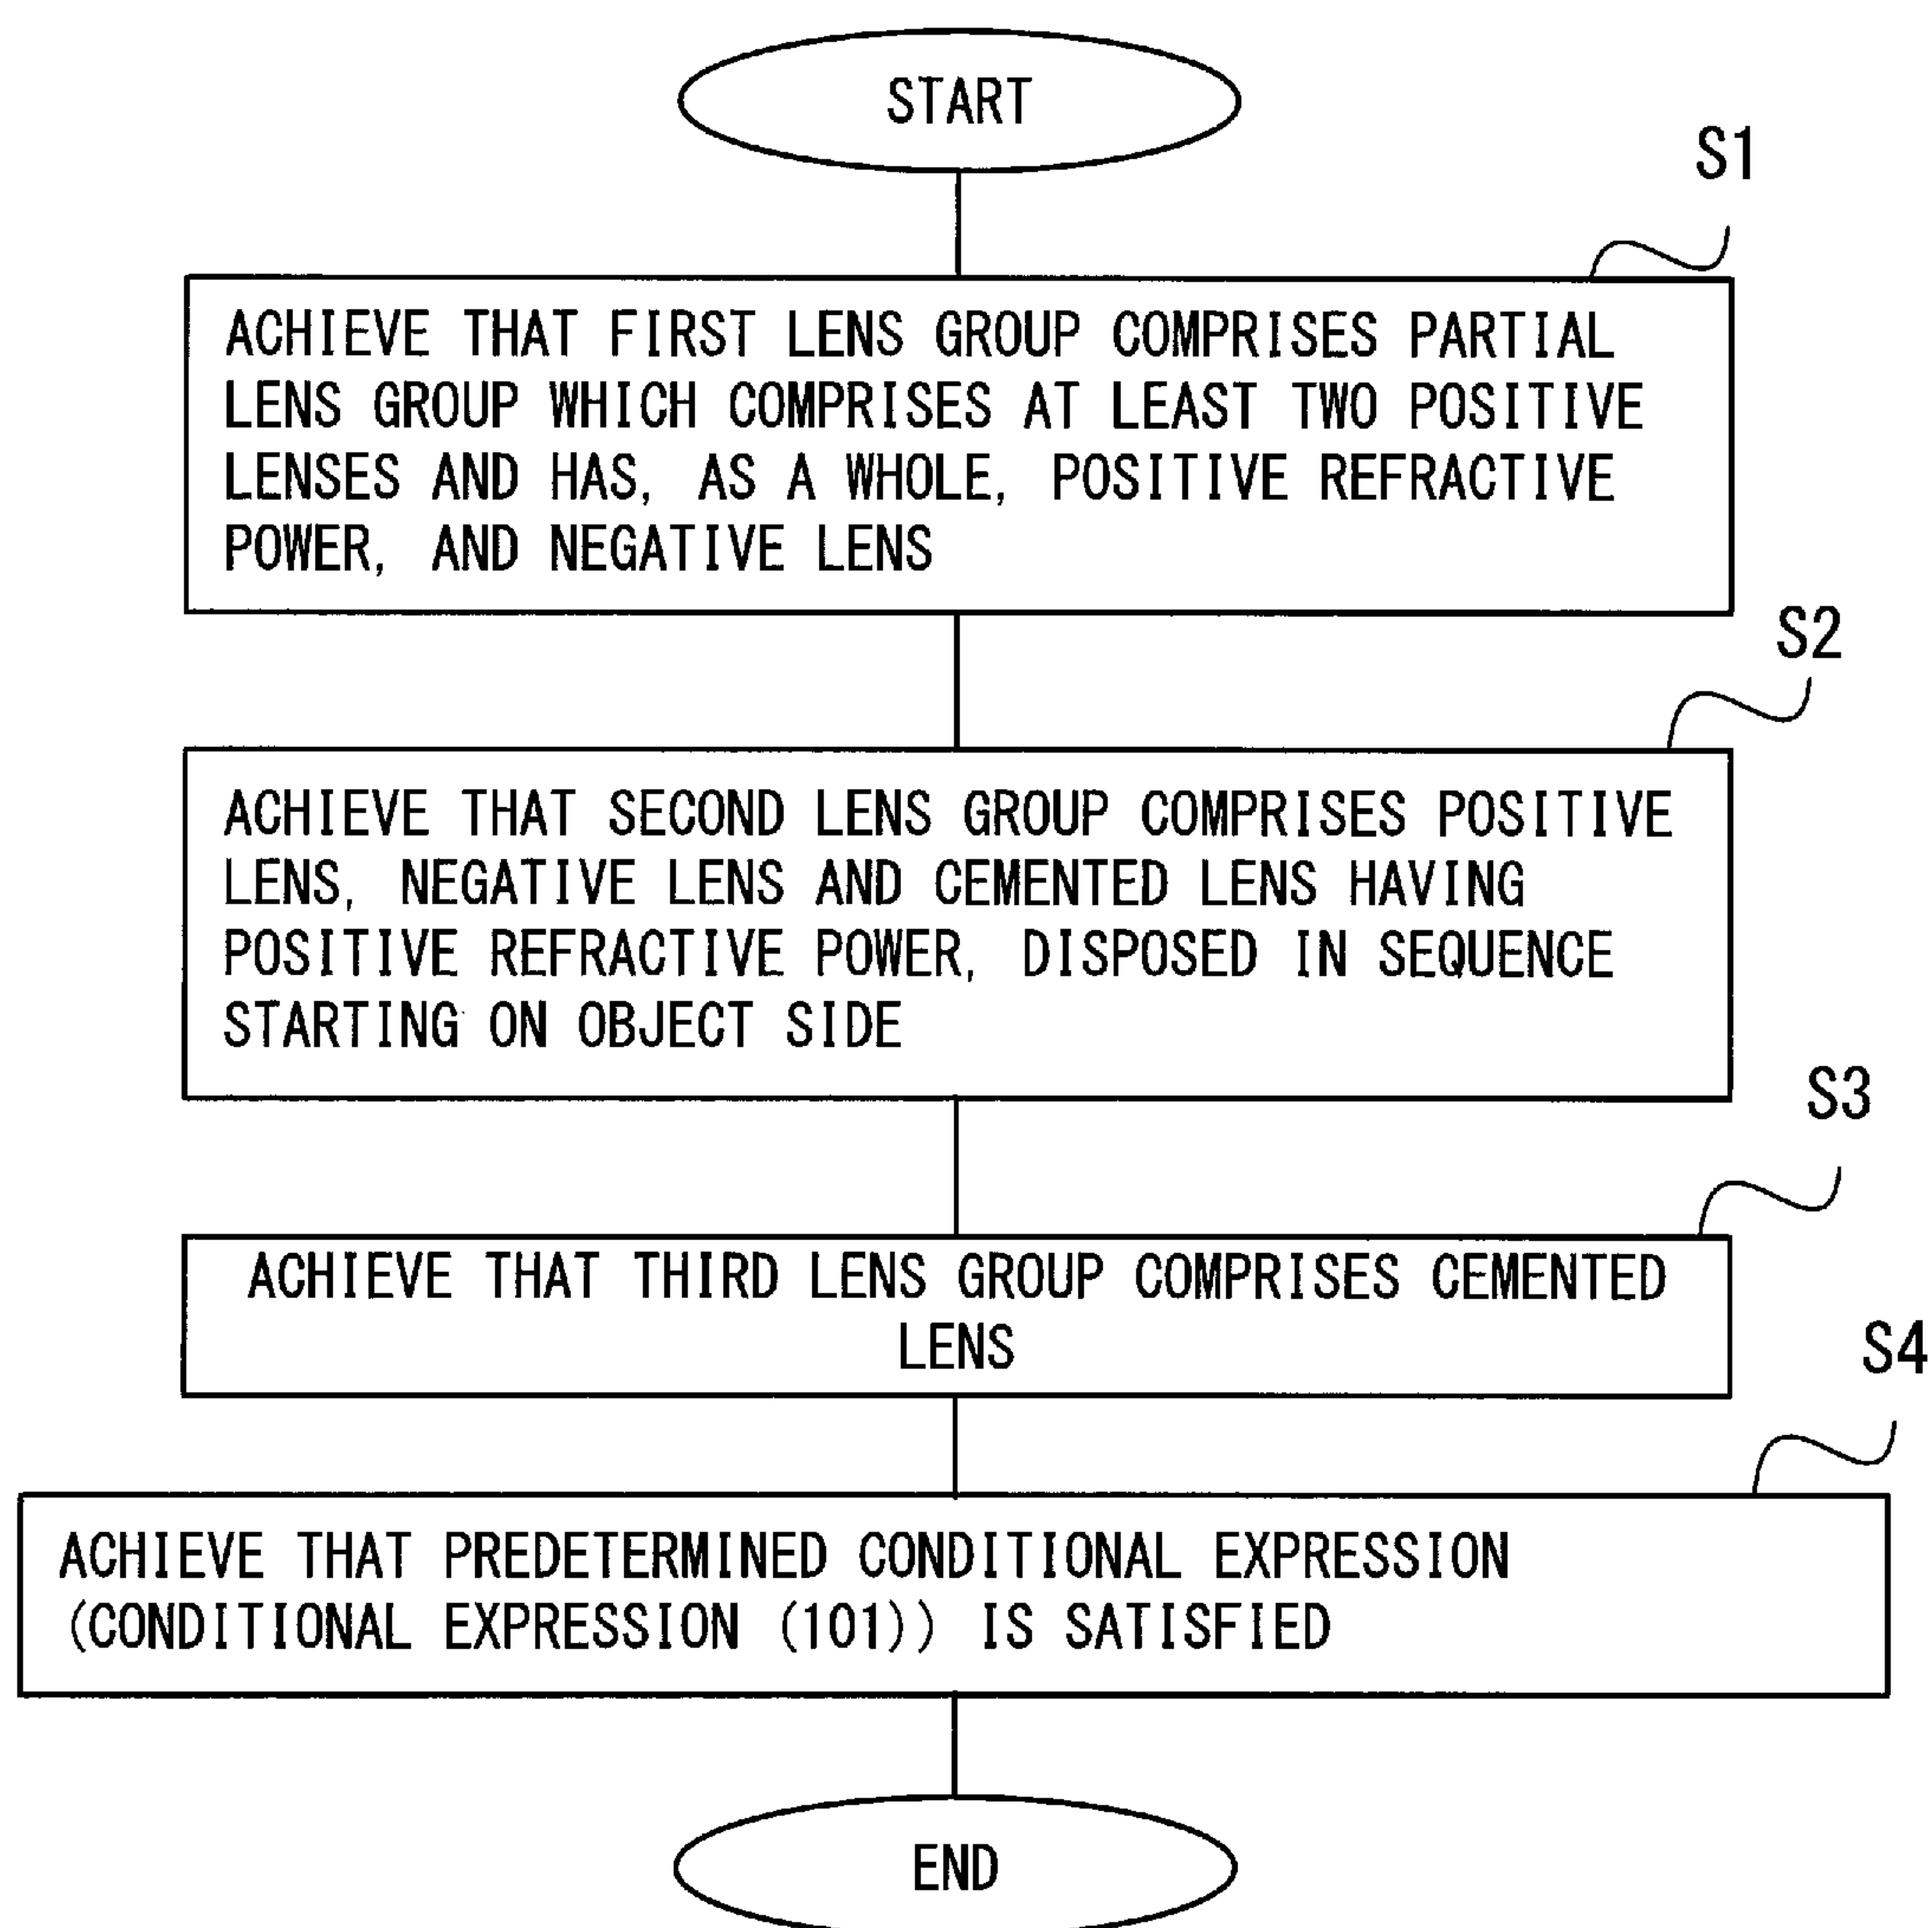 START
S1
ACHIEVE THAT FIRST LENS GROUP COMPRISES PARTIAL
LENS GROUP WHICH COMPRISES AT LEAST TWO POSITIVE
LENSES AND HAS, AS A WHOLE, POSITIVE REFRACTIVE
POWER, AND NEGATIVE LENS
S2
ACHIEVE THAT SECOND LENS GROUP COMPRISES POSITIVE
LENS, NEGATIVE LENS AND CEMENTED LENS HAVING
POSITIVE REFRACTIVE POWER, DISPOSED IN SEQUENCE
STARTING ON OBJECT SIDE
S3
ACHIEVE THAT THIRD LENS GROUP COMPRISES CEMENTED
LENS
S4
ACHIEVE THAT PREDETERMINED CONDITIONAL EXPRESSION
(CONDITIONAL EXPRESSION (101)) IS SATISFIED
END